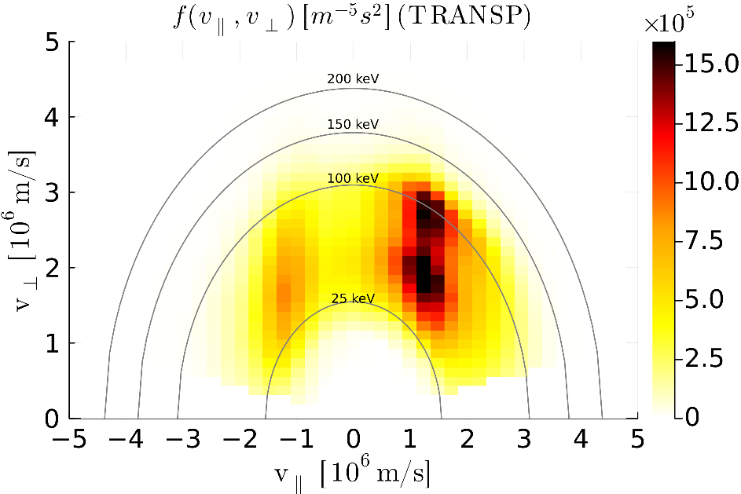 f(v∥, v⊥) [m⁻⁵s²] (TRANSP)
×10⁵
5
4
3
2
1
0
v⊥ [10⁶ m/s]
200 keV
150 keV
100 keV
25 keV
15.0
12.5
10.0
7.5
5.0
2.5
0
−5 −4 −3 −2 −1 0 1 2 3 4 5
v∥ [10⁶ m/s]